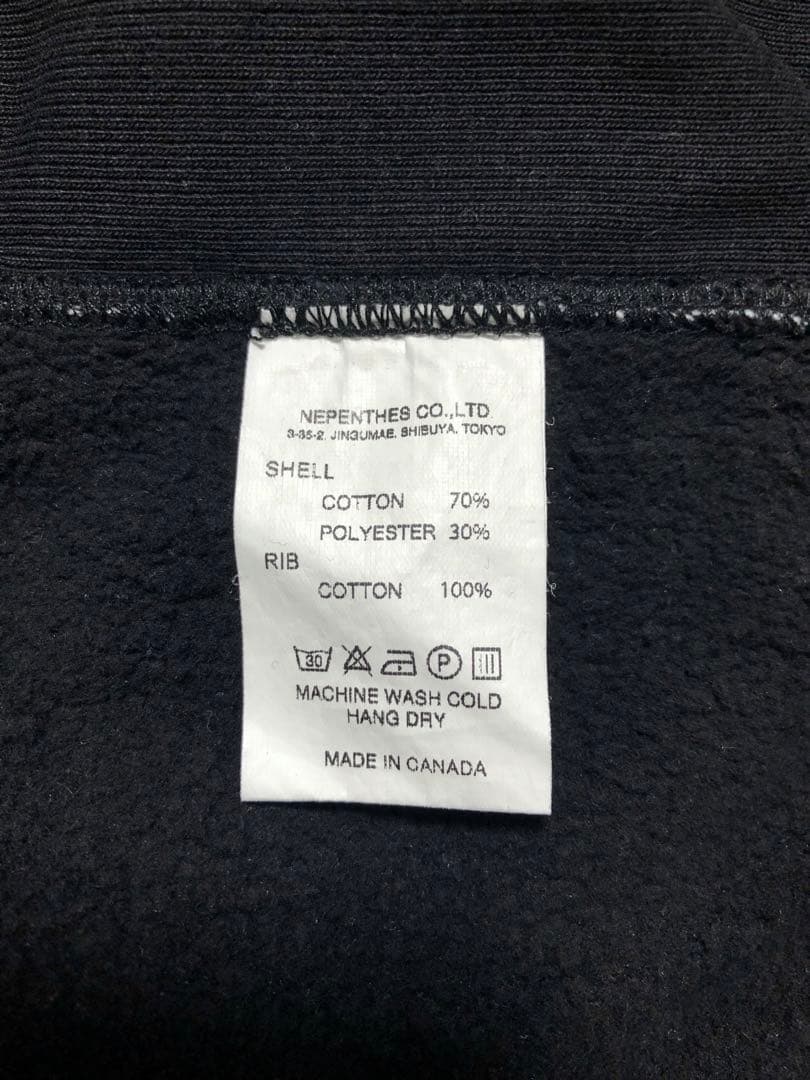 NEPENTHES CO.,LTD.
3-35-2, JINGUMAE, SHIBUYA, TOKYO
SHELL
COTTON 70%
POLYESTER 30%
RIB
COTTON 100%
30 P
MACHINE WASH COLD
HANG DRY
MADE IN CANADA